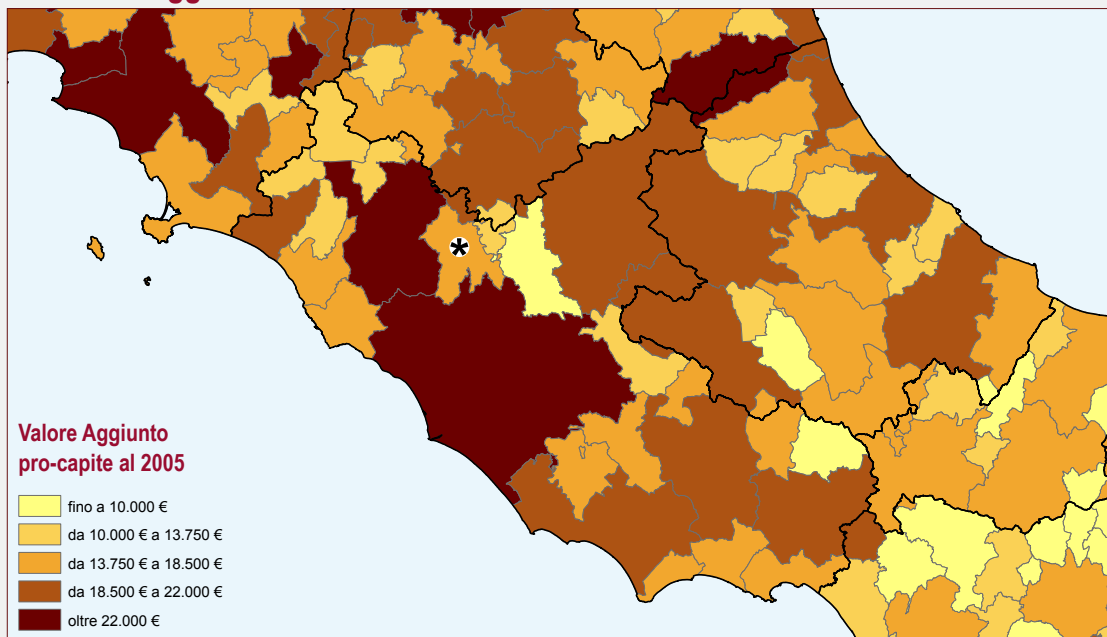 Valore Aggiunto
pro-capite al 2005
fino a 10.000 €
da 10.000 € a 13.750 €
da 13.750 € a 18.500 €
da 18.500 € a 22.000 €
oltre 22.000 €